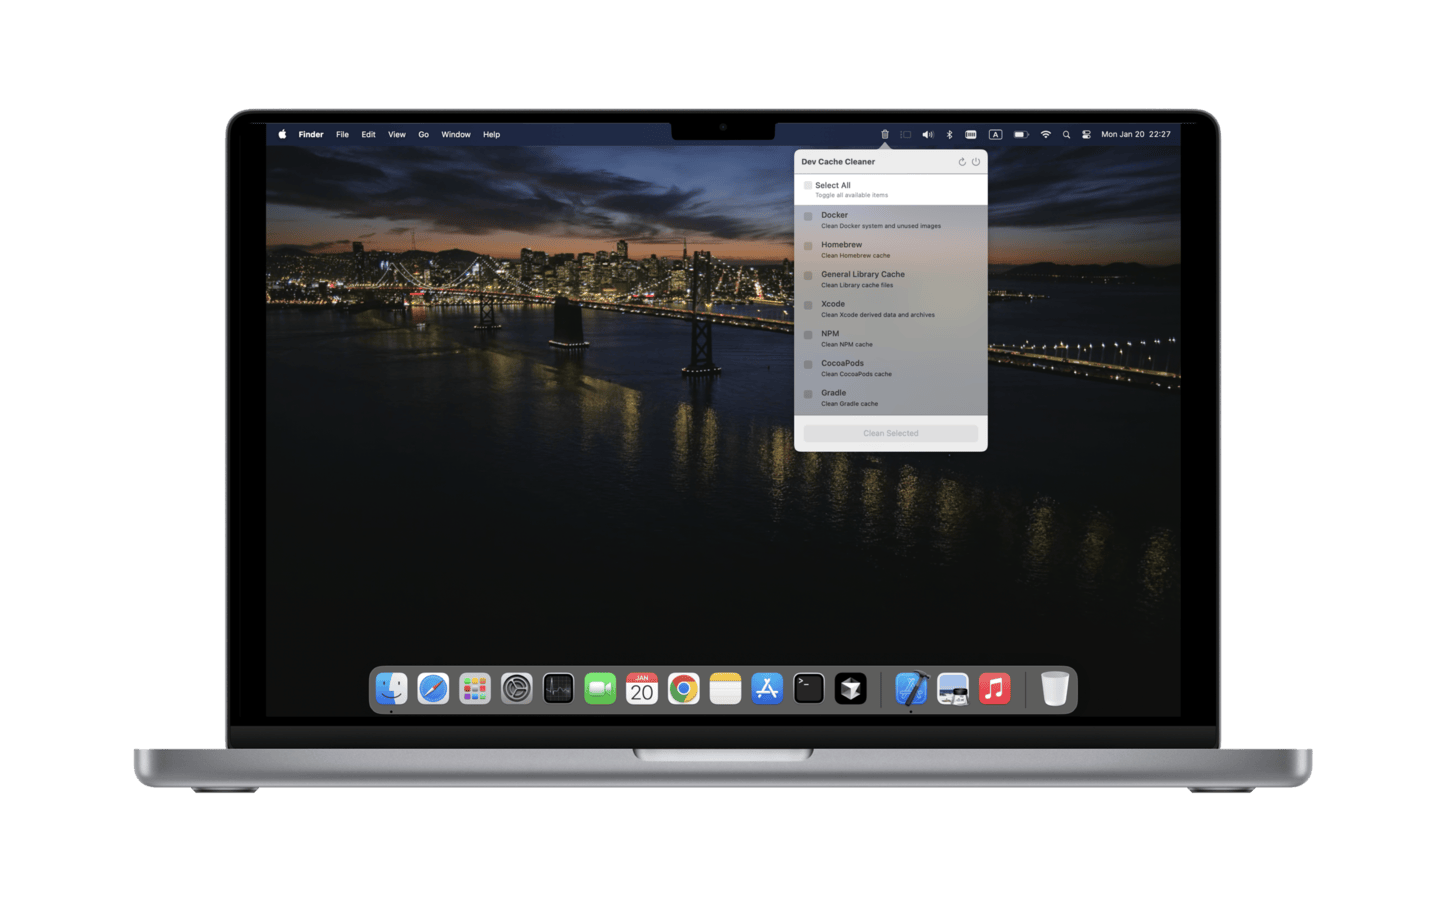 Finder File Edit View Go Window Help
A Mon Jan 20 22:27
Dev Cache Cleaner
Select All
Toggle all available items
Docker
Clean Docker system and unused images
Homebrew
Clean Homebrew cache
General Library Cache
Clean Library cache files
Xcode
Clean Xcode derived data and archives
NPM
Clean NPM cache
CocoaPods
Clean CocoaPods cache
Gradle
Clean Gradle cache
Clean Selected
JAN
20